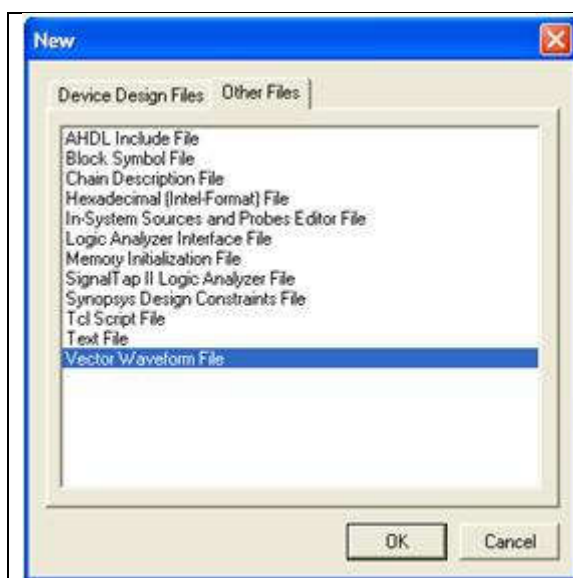 New
Device Design Files Other Files
AHDL Include File
Block Symbol File
Chain Description File
Hexadecimal (Intel-Format) File
In-System Sources and Probes Editor File
Logic Analyzer Interface File
Memory Initialization File
SignalTap II Logic Analyzer File
Synopsys Design Constraints File
Tcl Script File
Text File
Vector Waveform File
OK Cancel